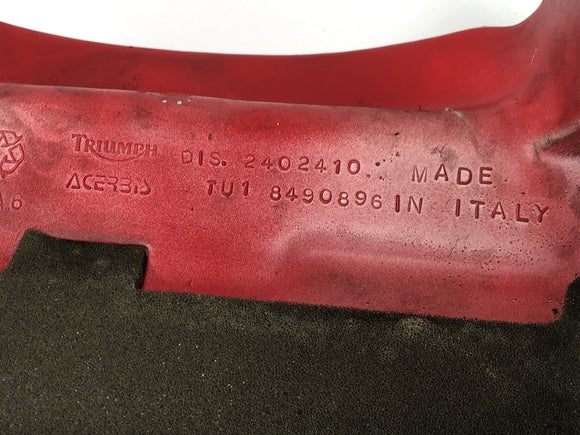 TRIUMPH DIS. 2402410.. MADE
ACERBIS TU1 8490896 IN ITALY